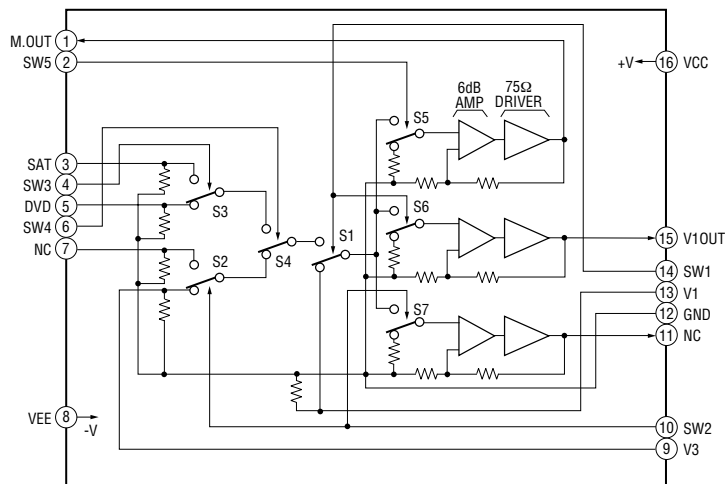 M.OUT 1
SW5 2
SAT 3
SW3 4
DVD 5
SW4 6
NC 7
VEE 8
-V
S3
S2
S4
S1
S5
S6
S7
6dB
AMP
75Ω
DRIVER
+V
16 VCC
15 V1OUT
14 SW1
13 V1
12 GND
11 NC
10 SW2
9 V3